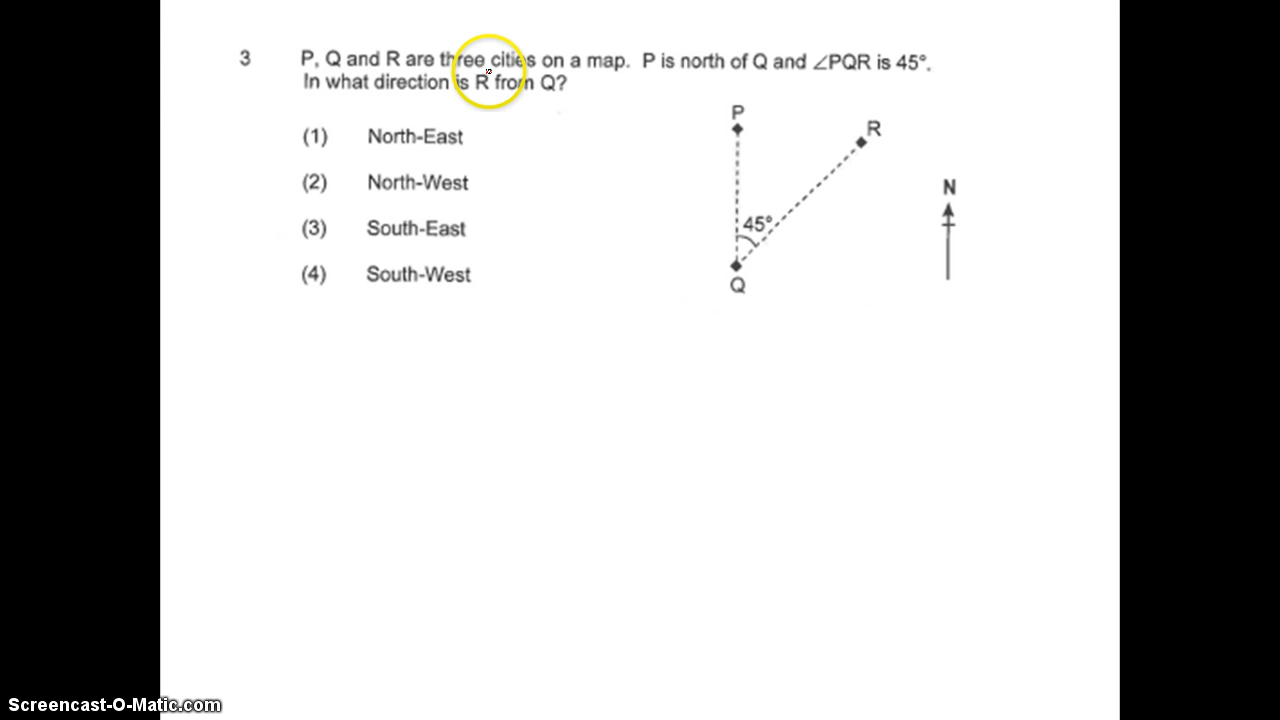 3 P, Q and R are three cities on a map. P is north of Q and ∠PQR is 45°.
In what direction is R from Q?
(1) North-East
(2) North-West
(3) South-East
(4) South-West
P
R
45°
Q
N
Screencast-O-Matic.com